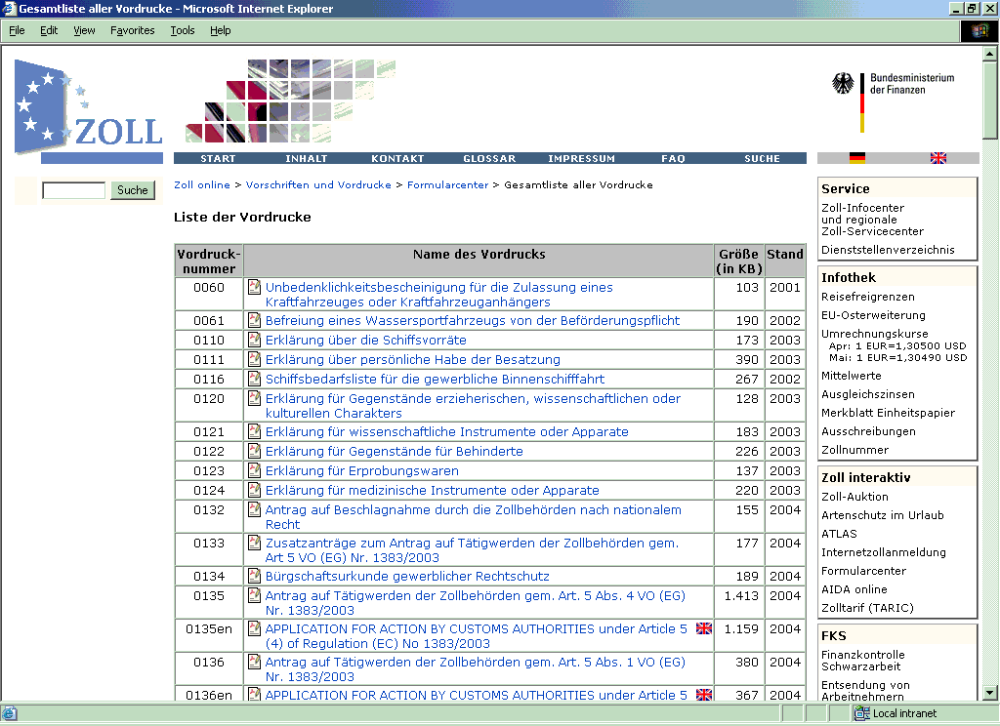 Gesamtliste aller Vordrucke - Microsoft Internet Explorer
File Edit View Favorites Tools Help
ZOLL
Bundesministerium
der Finanzen
START INHALT KONTAKT GLOSSAR IMPRESSUM FAQ SUCHE
Suche
Zoll online > Vorschriften und Vordrucke > Formularcenter > Gesamtliste aller Vordrucke
Liste der Vordrucke
Vordruck-
nummer
Name des Vordrucks
Größe
(in KB)
Stand
0060 Unbedenklichkeitsbescheinigung für die Zulassung eines 103 2001
Kraftfahrzeuges oder Kraftfahrzeuganhängers
0061 Befreiung eines Wassersportfahrzeugs von der Beförderungspflicht 190 2002
0110 Erklärung über die Schiffsvorräte 173 2003
0111 Erklärung über persönliche Habe der Besatzung 390 2003
0116 Schiffsbedarfsliste für die gewerbliche Binnenschifffahrt 267 2002
0120 Erklärung für Gegenstände erzieherischen, wissenschaftlichen oder 128 2003
kulturellen Charakters
0121 Erklärung für wissenschaftliche Instrumente oder Apparate 183 2003
0122 Erklärung für Gegenstände für Behinderte 226 2003
0123 Erklärung für Erprobungswaren 137 2003
0124 Erklärung für medizinische Instrumente oder Apparate 220 2003
0132 Antrag auf Beschlagnahme durch die Zollbehörden nach nationalem 155 2004
Recht
0133 Zusatzanträge zum Antrag auf Tätigwerden der Zollbehörden gem. 177 2004
Art 5 VO (EG) Nr. 1383/2003
0134 Bürgschaftsurkunde gewerblicher Rechtschutz 189 2004
0135 Antrag auf Tätigwerden der Zollbehörden gem. Art. 5 Abs. 4 VO (EG) 1.413 2004
Nr. 1383/2003
0135en APPLICATION FOR ACTION BY CUSTOMS AUTHORITIES under Article 5 1.159 2004
(4) of Regulation (EC) No 1383/2003
0136 Antrag auf Tätigwerden der Zollbehörden gem. Art. 5 Abs. 1 VO (EG) 380 2004
Nr. 1383/2003
0136en APPLICATION FOR ACTION BY CUSTOMS AUTHORITIES under Article 5 367 2004
Service
Zoll-Infocenter
und regionale
Zoll-Servicecenter
Dienststellenverzeichnis
Infothek
Reisefreigrenzen
EU-Osterweiterung
Umrechnungskurse
Apr: 1 EUR=1,30500 USD
Mai: 1 EUR=1,30490 USD
Mittelwerte
Ausgleichszinsen
Merkblatt Einheitspapier
Ausschreibungen
Zollnummer
Zoll interaktiv
Zoll-Auktion
Artenschutz im Urlaub
ATLAS
Internetzollanmeldung
Formularcenter
AIDA online
Zolltarif (TARIC)
FKS
Finanzkontrolle
Schwarzarbeit
Entsendung von
Arbeitnehmern
Local intranet